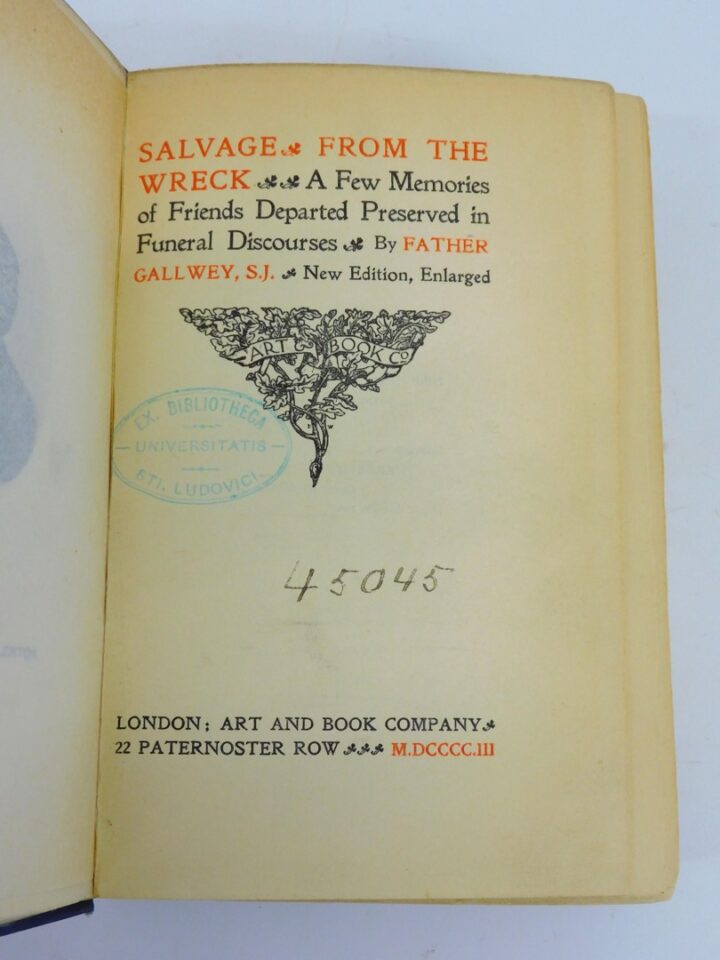 SALVAGE FROM THE
WRECK A Few Memories
of Friends Departed Preserved in
Funeral Discourses By FATHER
GALLWEY, S.J. New Edition, Enlarged
ART & BOOK Co
EX. BIBLIOTHECA
— UNIVERSITATIS —
STI. LUDOVICI.
45045
LONDON: ART AND BOOK COMPANY
22 PATERNOSTER ROW M.DCCCC.III